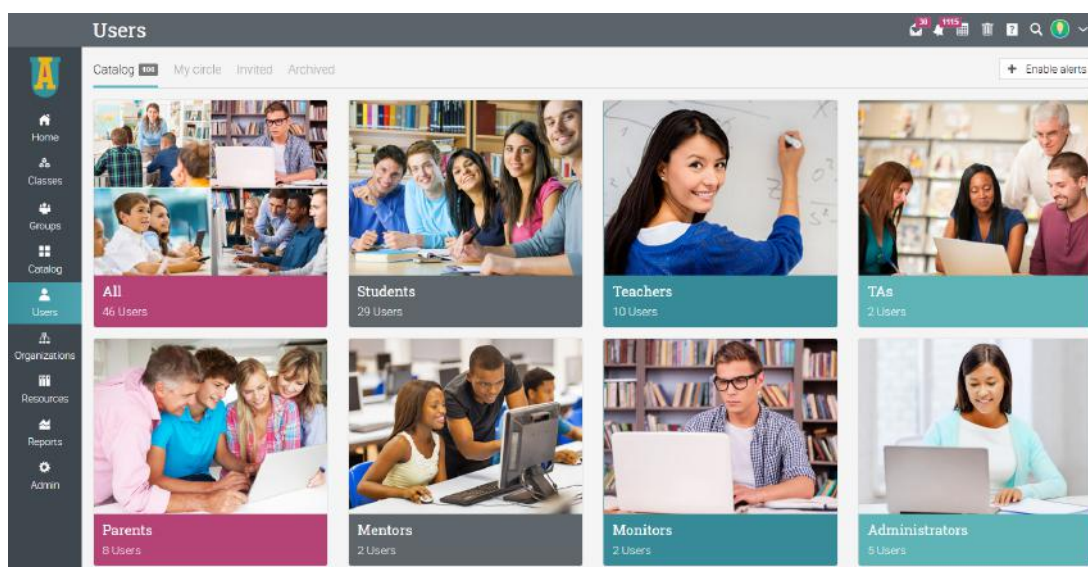 Users
30
1115
Catalog
My circle
Invited
Archived
+ Enable alerts
A
Home
Classes
Groups
Catalog
Users
Organizations
Resources
Reports
Admin
All
46 Users
Students
29 Users
Teachers
10 Users
TAs
2 Users
Parents
8 Users
Mentors
2 Users
Monitors
2 Users
Administrators
5 Users